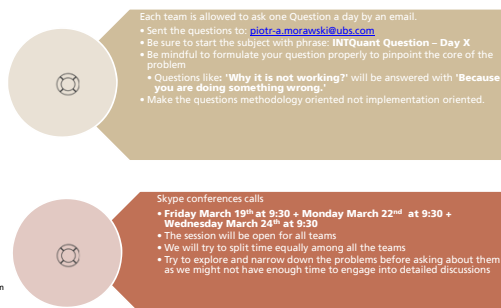 Each team is allowed to ask one Question a day by an email.
• Sent the questions to: piotr-a.morawski@ubs.com
• Be sure to start the subject with phrase: INTQuant Question – Day X
• Be mindful to formulate your question properly to pinpoint the core of the
problem
• Questions like: 'Why it is not working?' will be answered with 'Because
you are doing something wrong.'
• Make the questions methodology oriented not implementation oriented.
Skype conferences calls
• Friday March 19th at 9:30 + Monday March 22nd at 9:30 +
Wednesday March 24th at 9:30
• The session will be open for all teams
• We will try to split time equally among all the teams
• Try to explore and narrow down the problems before asking about them
as we might not have enough time to engage into detailed discussions